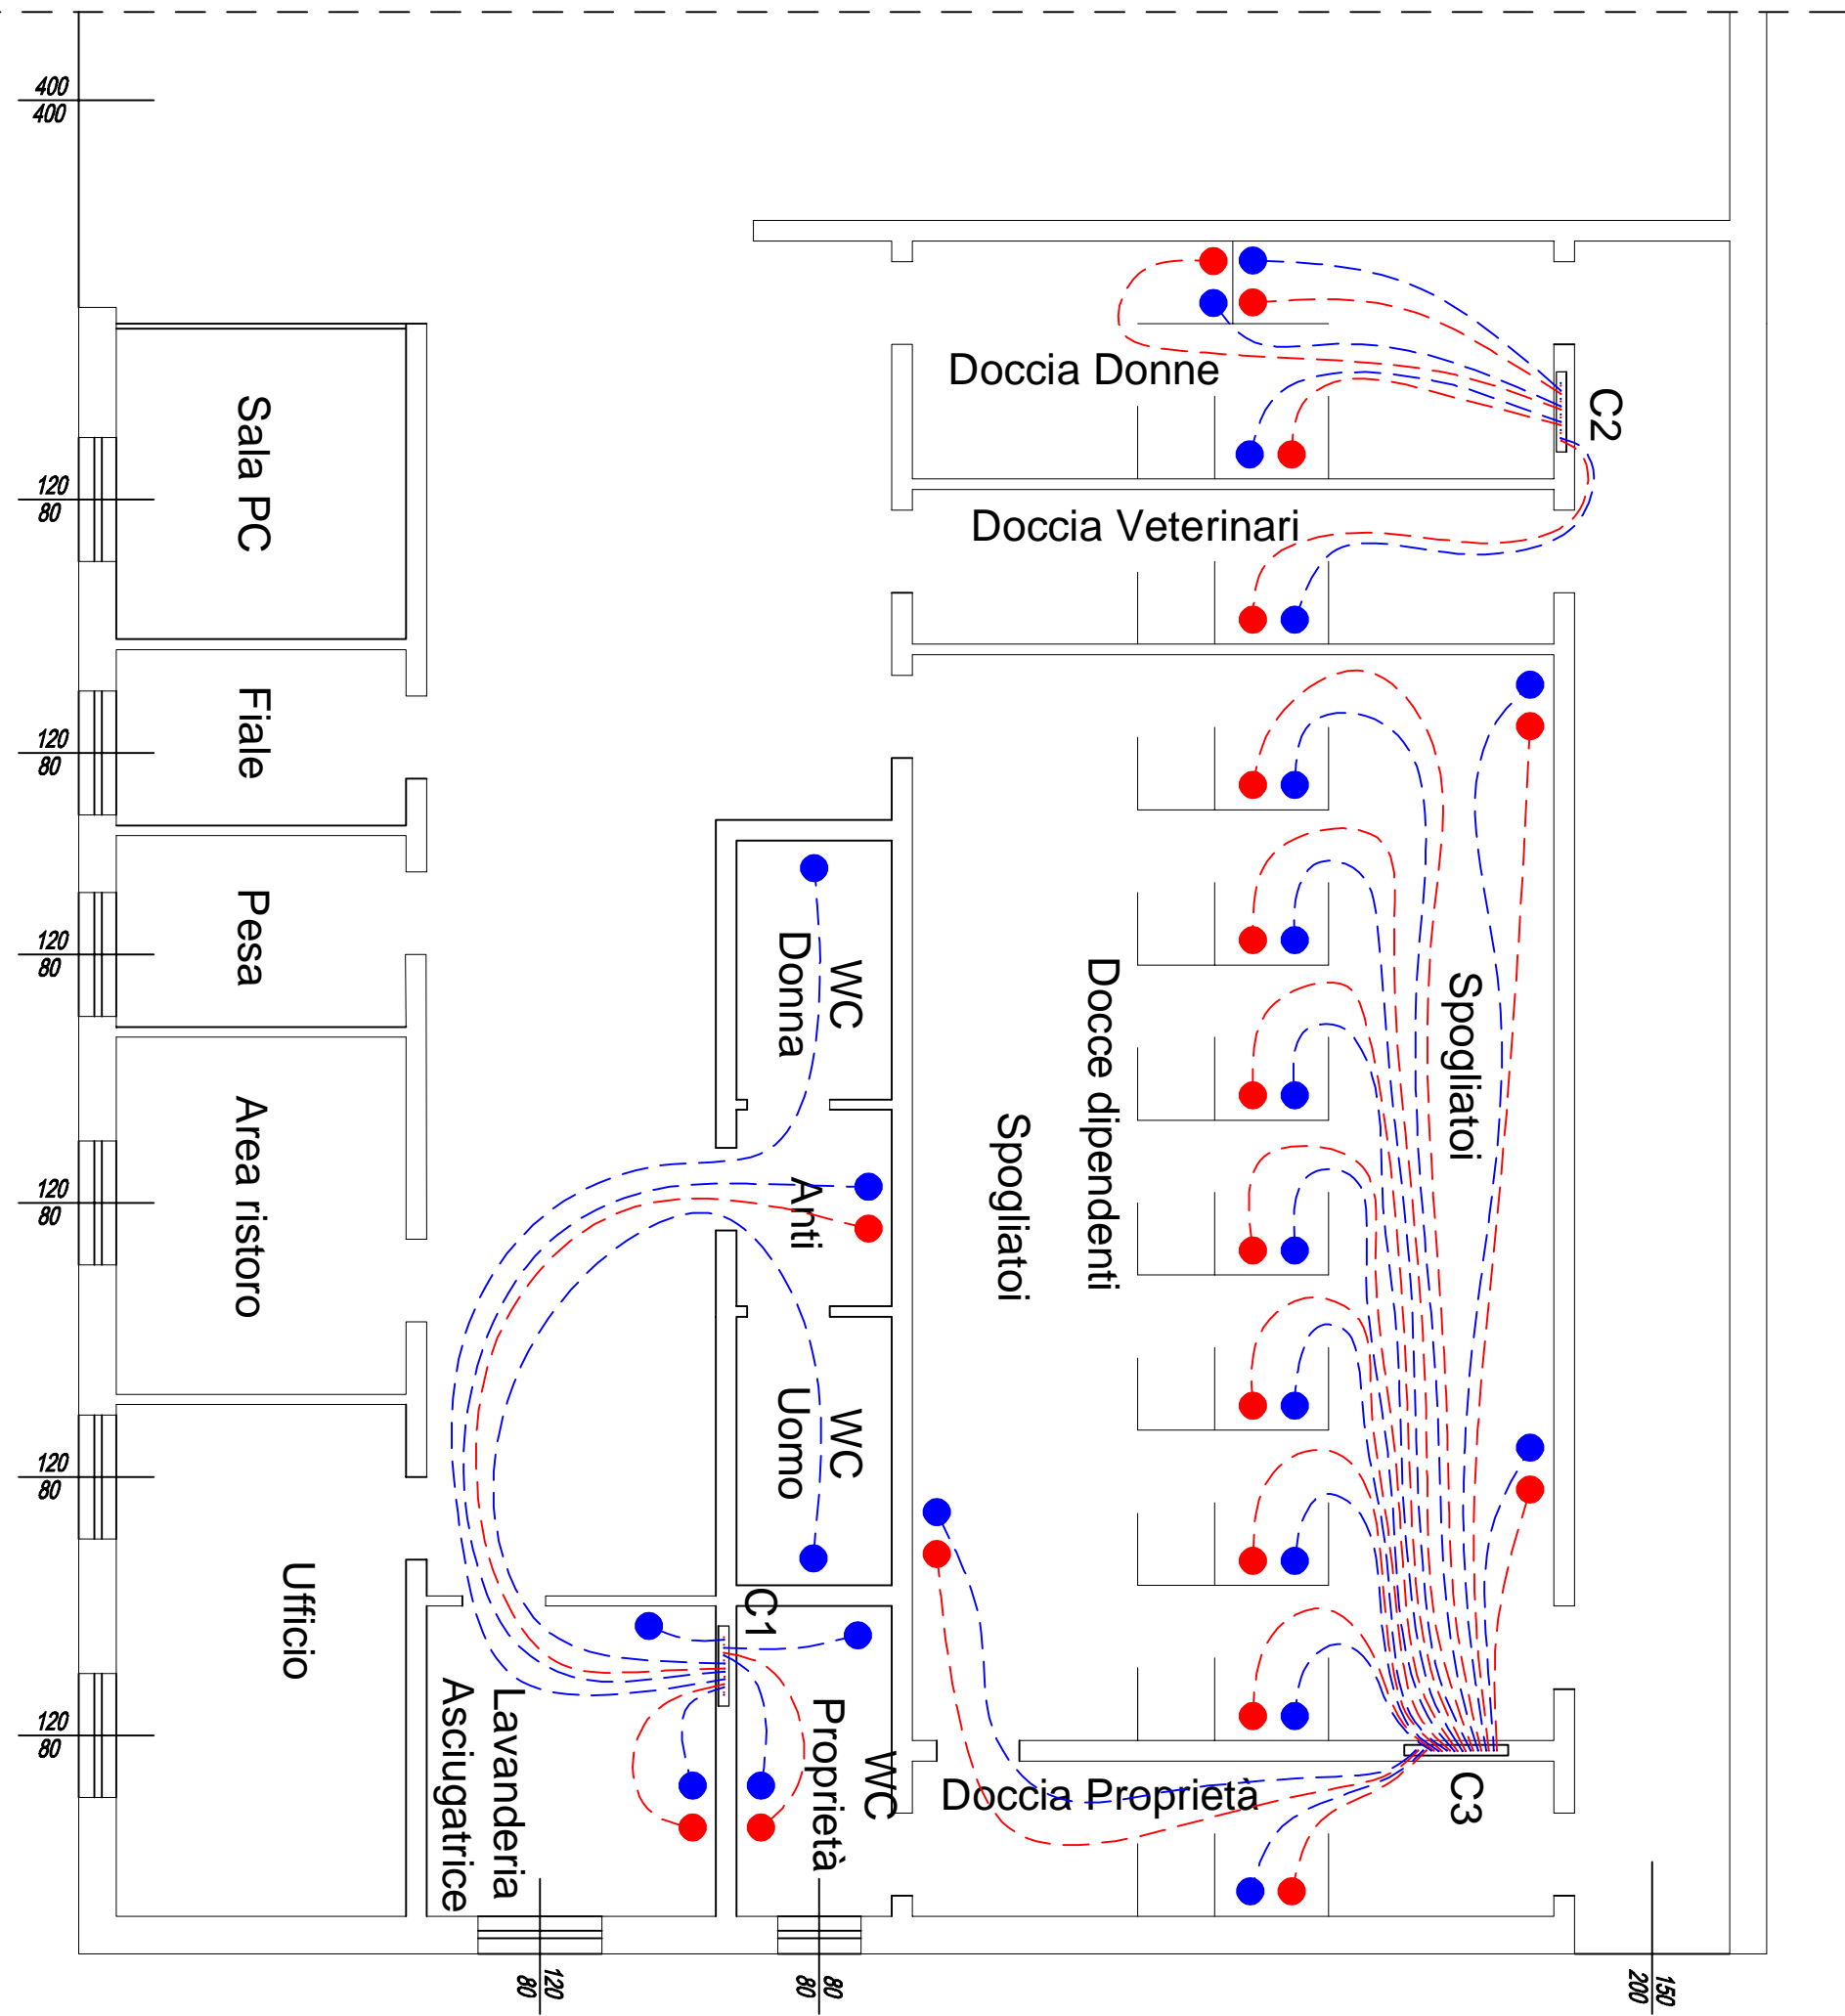 400
400
Doccia Donne
C2
Sala PC
120
80
Doccia Veterinari
Fiale
120
80
Pesa
120
80
WC
Donna
Docce dipendenti
Spogliatoi
Spogliatoi
Area ristoro
120
80
Anti
WC
Uomo
120
80
Ufficio
C1
120
80
Lavanderia
Asciugatrice
WC
Proprietà
Doccia Proprietà
C3
120
80
80
80
150
200